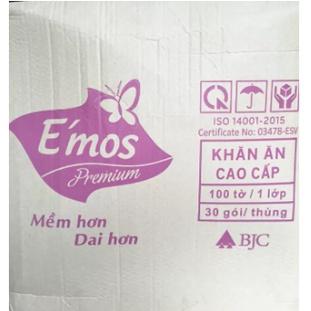 E'mos
Premium
Mềm hơn
Dai hơn
ISO 14001-2015
Certificate No: 03478-ESV
KHĂN ĂN
CAO CẤP
100 tờ / 1 lớp
30 gói/ thùng
BJC